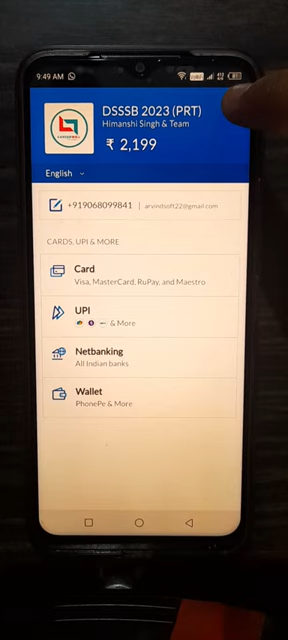 9:49 AM
DSSSB 2023 (PRT)
Himanshi Singh & Team
₹ 2,199
English
+919068099841 | arvindsoft22@gmail.com
CARDS, UPI & MORE
Card
Visa, MasterCard, RuPay, and Maestro
UPI
& More
Netbanking
All Indian banks
Wallet
PhonePe & More